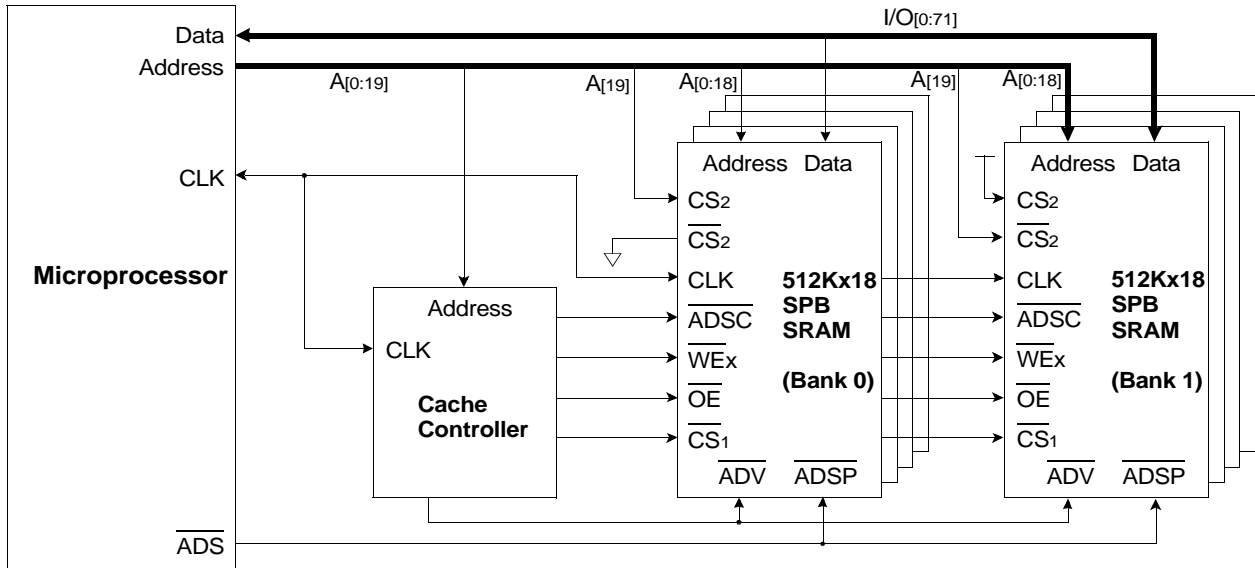 I/O[0:71]
Data
Address
A[0:19]
A[19]
A[0:18]
A[19]
A[0:18]
CLK
Microprocessor
ADS
Address
CLK
Cache
Controller
Address Data
CS2
CS2
CLK
ADSC
WEx
OE
CS1
512Kx18
SPB
SRAM
(Bank 0)
ADV ADSP
Address Data
CS2
CS2
CLK
ADSC
WEx
OE
CS1
512Kx18
SPB
SRAM
(Bank 1)
ADV ADSP